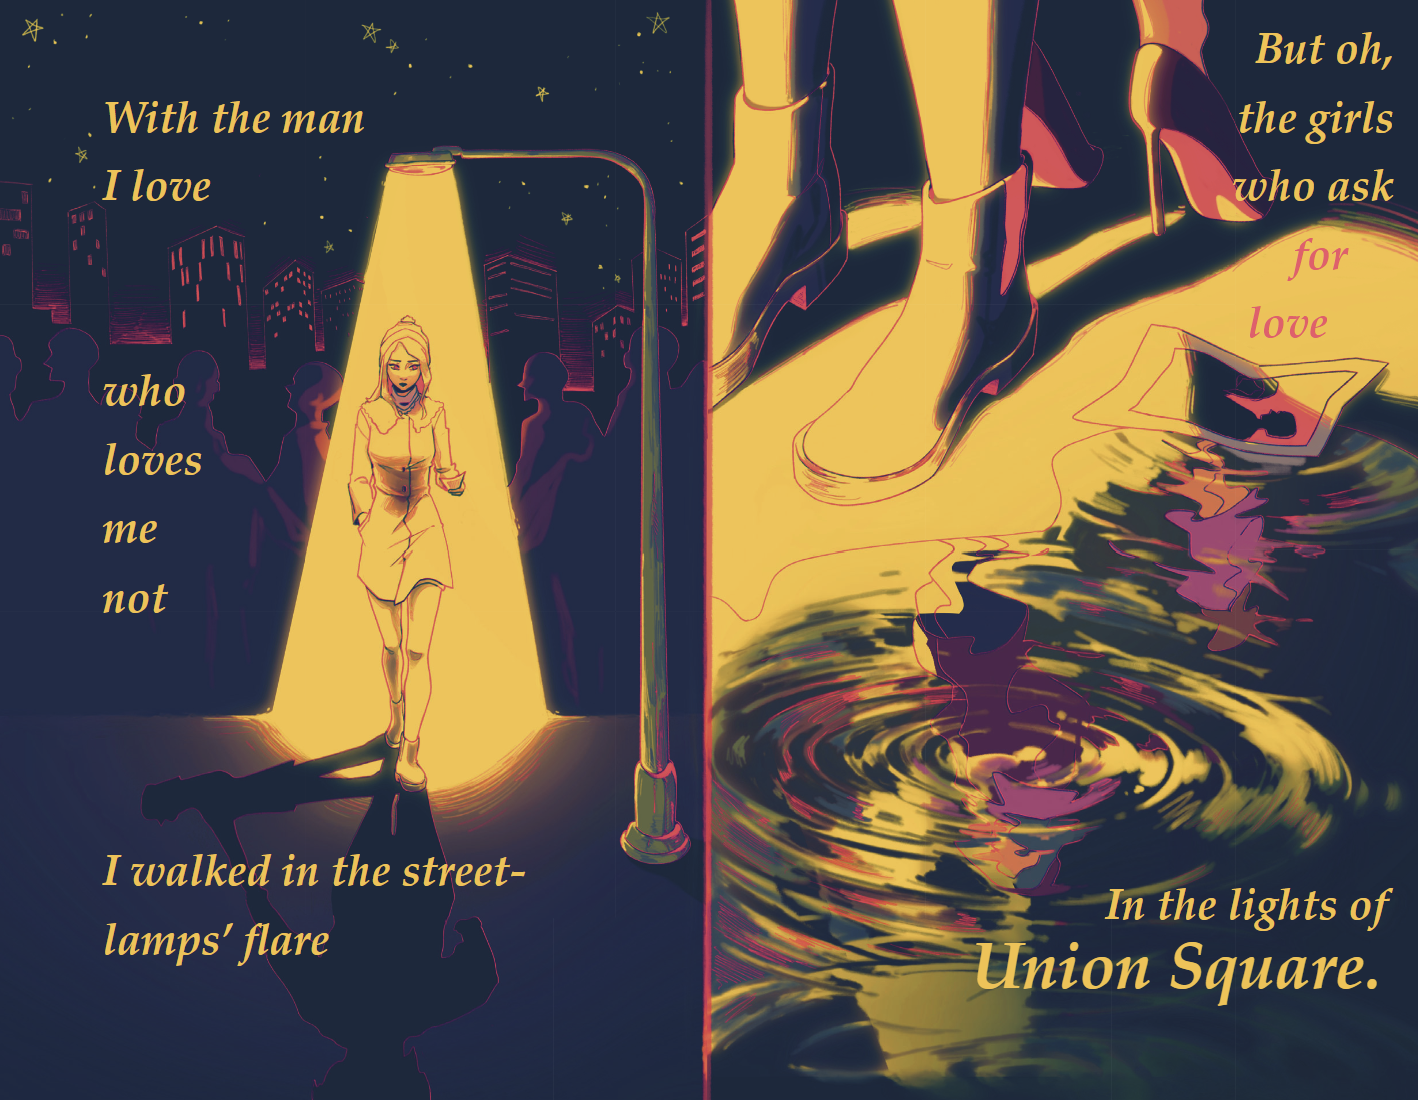 With the man
I love
who
loves
me
not
I walked in the street-
lamps’ flare
But oh,
the girls
who ask
for
love
In the lights of
Union Square.